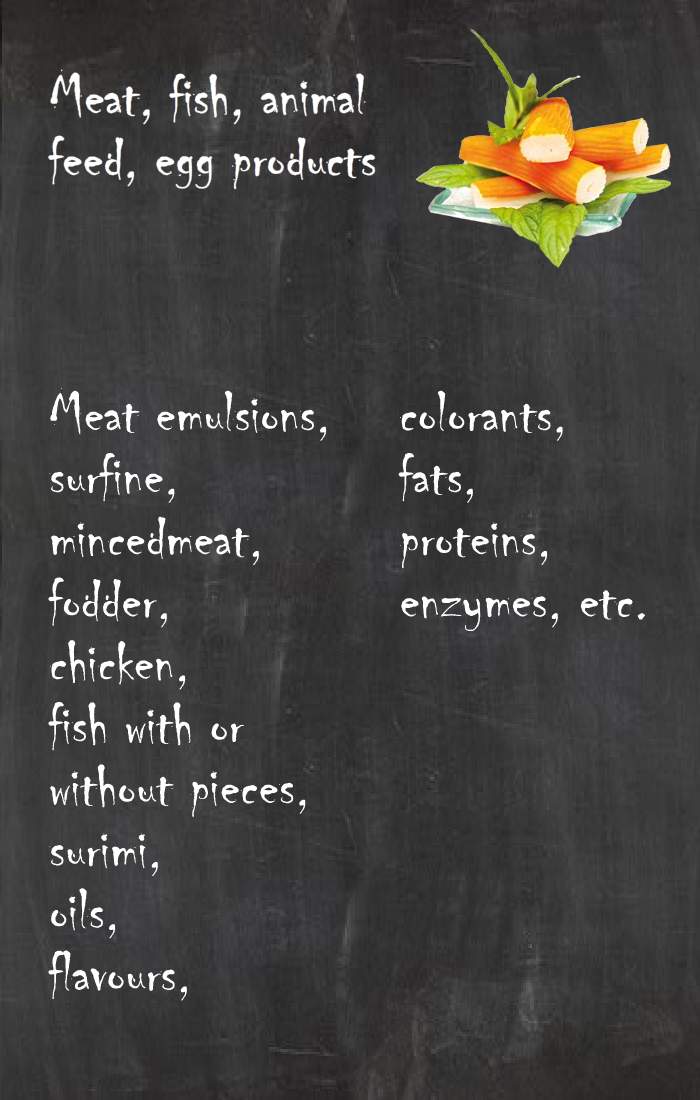 Meat, fish, animal
feed, egg products
Meat emulsions,
surfine,
mincedmeat,
fodder,
chicken,
fish with or
without pieces,
surimi,
oils,
flavours,
colorants,
fats,
proteins,
enzymes, etc.